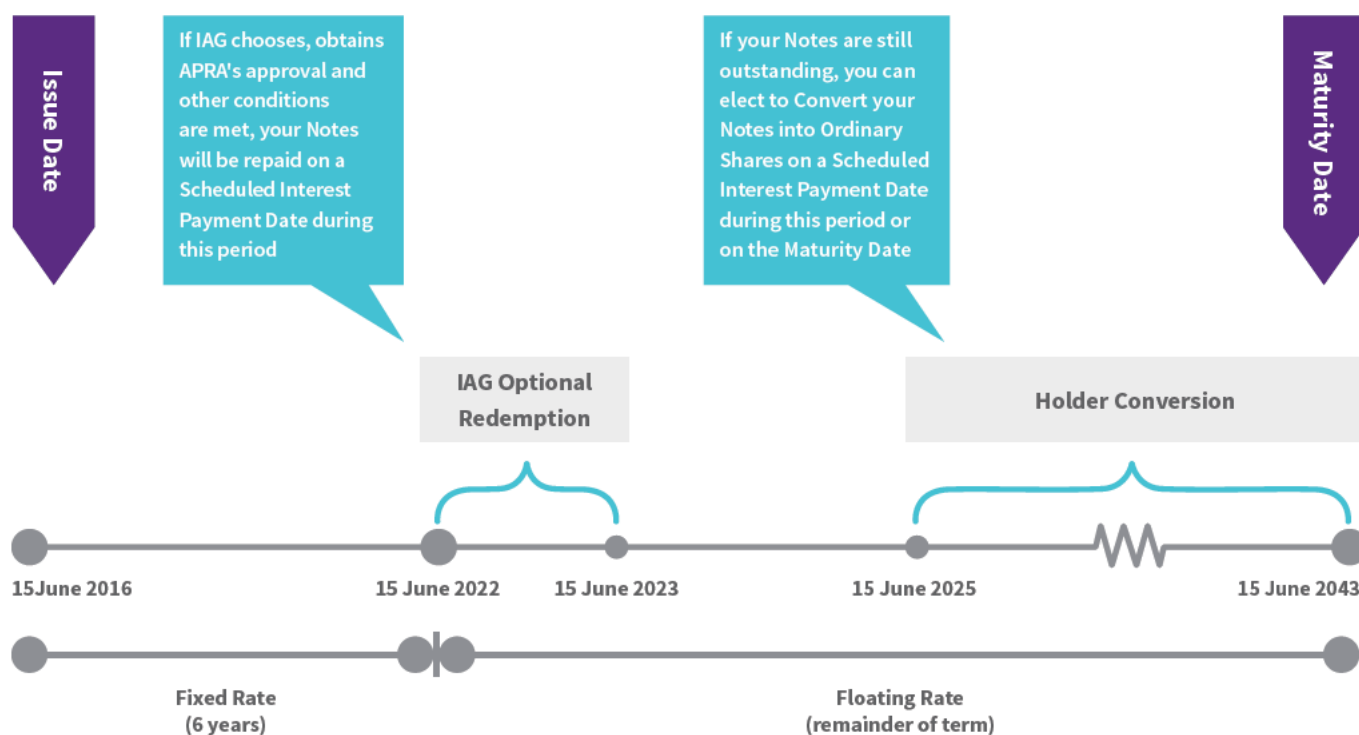 Issue Date
If IAG chooses, obtains
APRA's approval and
other conditions
are met, your Notes
will be repaid on a
Scheduled Interest
Payment Date during
this period
If your Notes are still
outstanding, you can
elect to Convert your
Notes into Ordinary
Shares on a Scheduled
Interest Payment Date
during this period or
on the Maturity Date
Maturity Date
IAG Optional
Redemption
Holder Conversion
15June 2016
15 June 2022
15 June 2023
15 June 2025
15 June 2043
Fixed Rate
(6 years)
Floating Rate
(remainder of term)